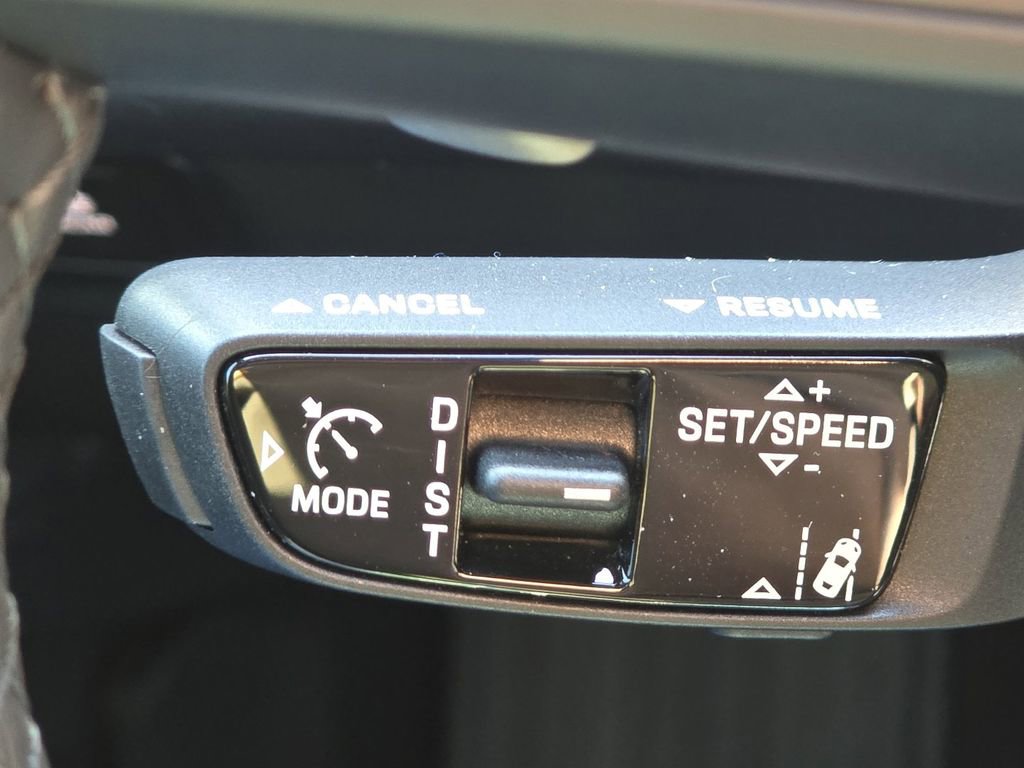 CANCEL
RESUME
MODE
DIST
+
SET/SPEED
-